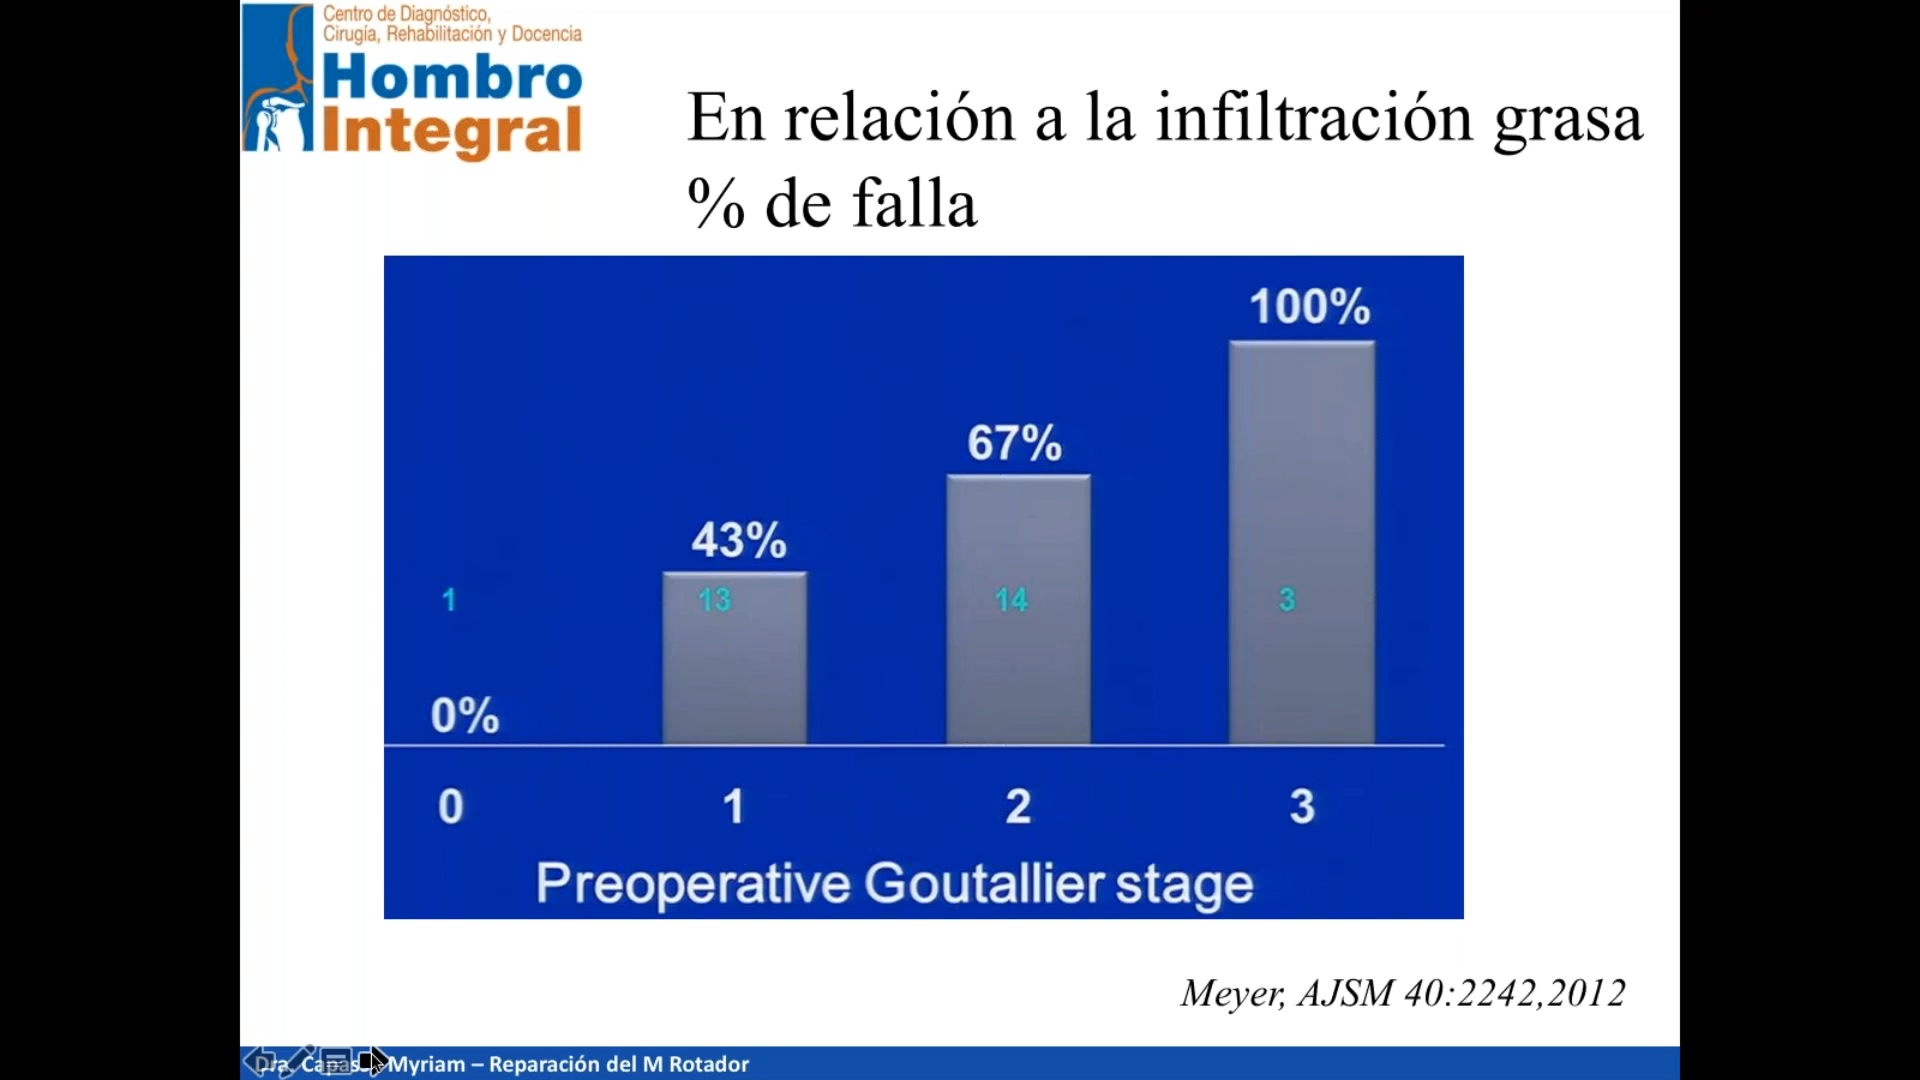 Centro de Diagnóstico,
Cirugía, Rehabilitación y Docencia
Hombro
Integral
En relación a la infiltración grasa
% de falla
100%
67%
43%
1 13 14 3
0%
0 1 2 3
Preoperative Goutallier stage
Meyer, AJSM 40:2242,2012
Dra. Myriam – Reparación del M Rotador